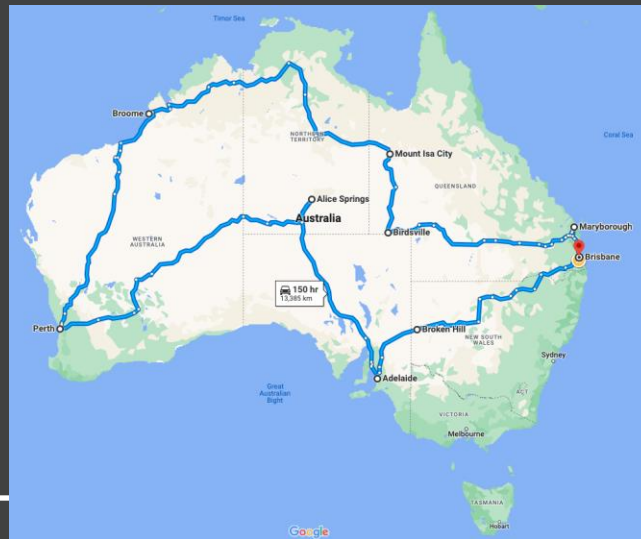 Timor Sea
Broome
NORTHERN
TERRITORY
Coral Sea
Mount Isa City
QUEENSLAND
Alice Springs
Australia
Maryborough
Birdsville
WESTERN
AUSTRALIA
Brisbane
150 hr
13,385 km
Perth
Broken Hill
NEW SOUTH
WALES
Sydney
Adelaide
Great
Australian
Bight
ACT
VICTORIA
Melbourne
TASMANIA
Hobart
Google